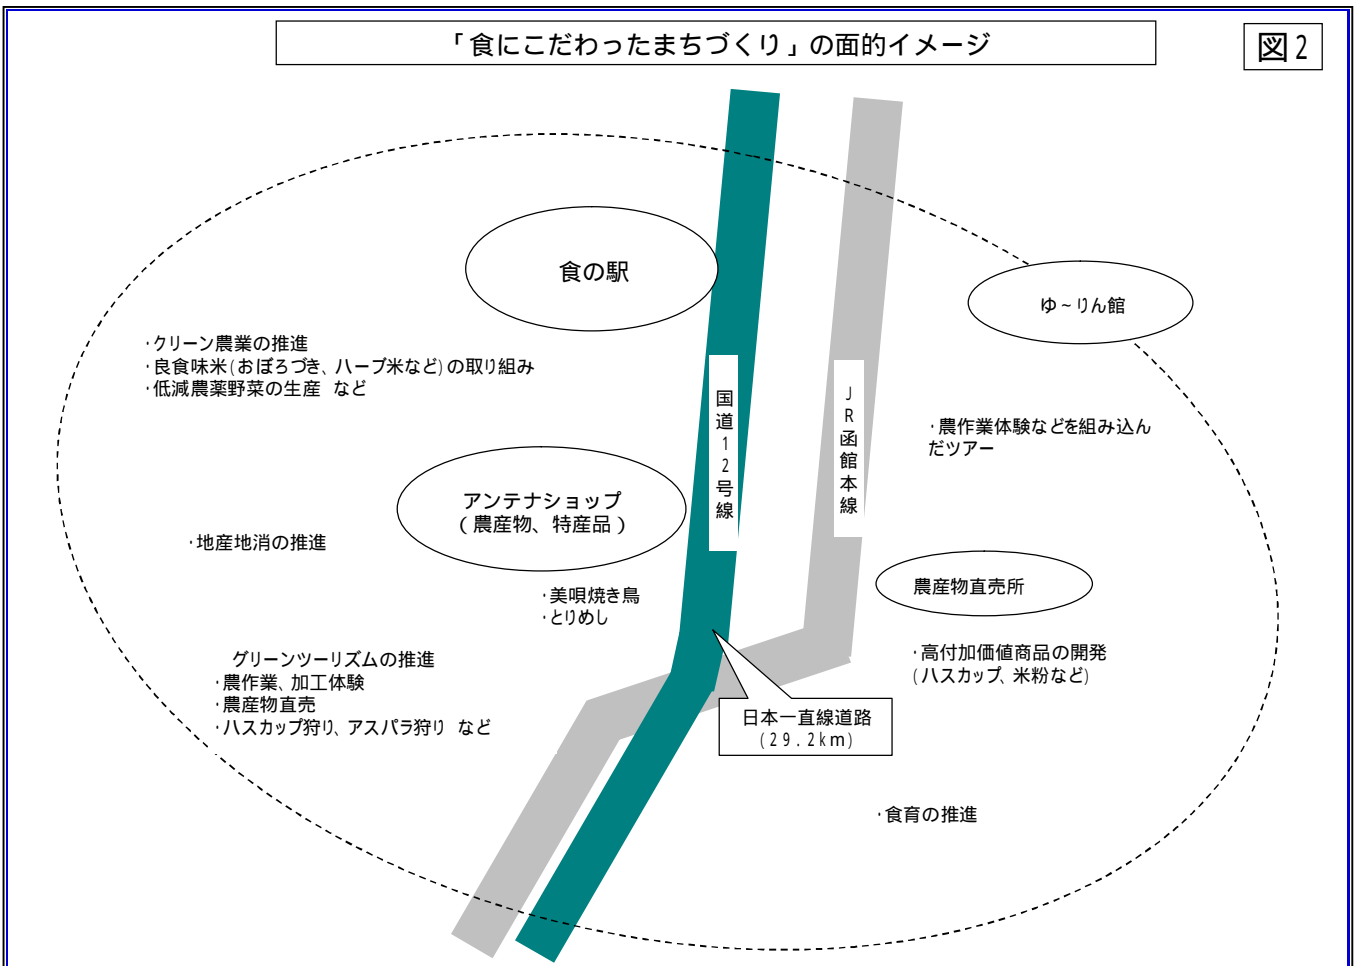 「食にこだわったまちづくり」の面的イメージ
図2
食の駅
ゆ～りん館
・クリーン農業の推進
・良食味米(おぼろづき、ハーブ米など)の取り組み
・低減農薬野菜の生産 など
国道12号線
JR函館本線
・農作業体験などを組み込ん
だツアー
アンテナショップ
(農産物、特産品)
・地産地消の推進
・美唄焼き鳥
・とりめし
農産物直売所
・高付加価値商品の開発
(ハスカップ、米粉など)
グリーンツーリズムの推進
・農作業、加工体験
・農産物直売
・ハスカップ狩り、アスパラ狩り など
日本一直線道路
(29.2km)
・食育の推進